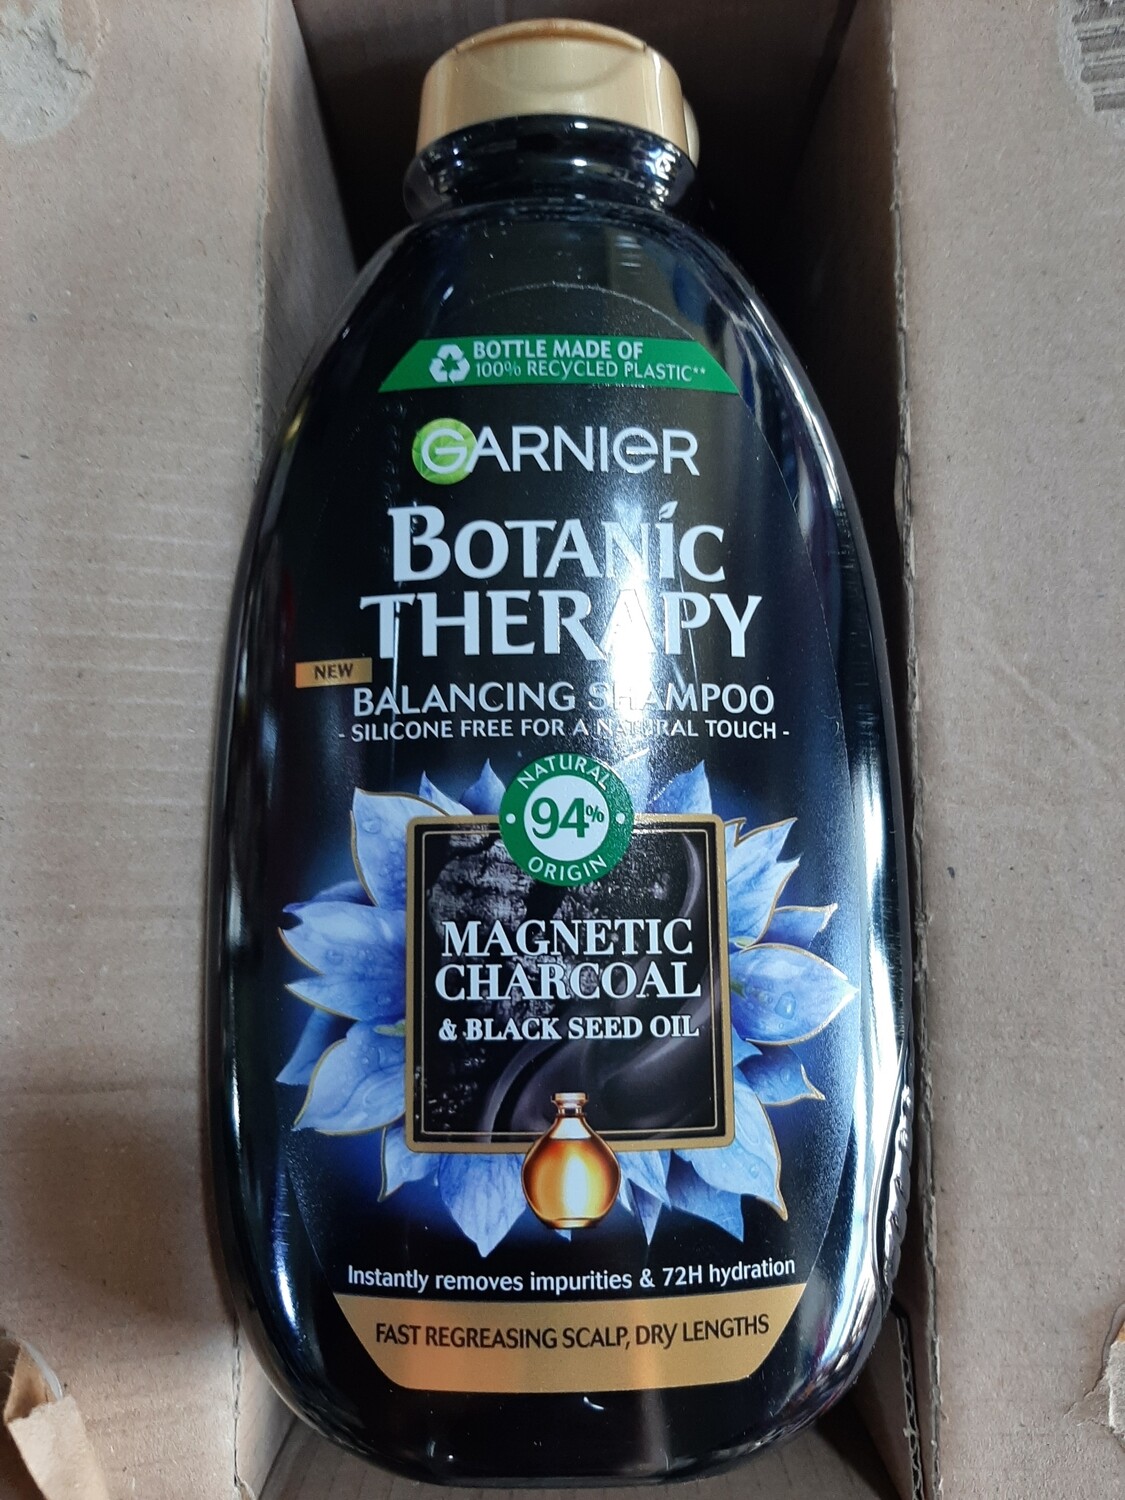 BOTTLE MADE OF
100% RECYCLED PLASTIC**
GARNIER
BOTANIC
THERAPY
NEW
BALANCING SHAMPOO
- SILICONE FREE FOR A NATURAL TOUCH -
NATURAL
94%
ORIGIN
MAGNETIC
CHARCOAL
& BLACK SEED OIL
Instantly removes impurities & 72H hydration
FAST REGREASING SCALP, DRY LENGTHS